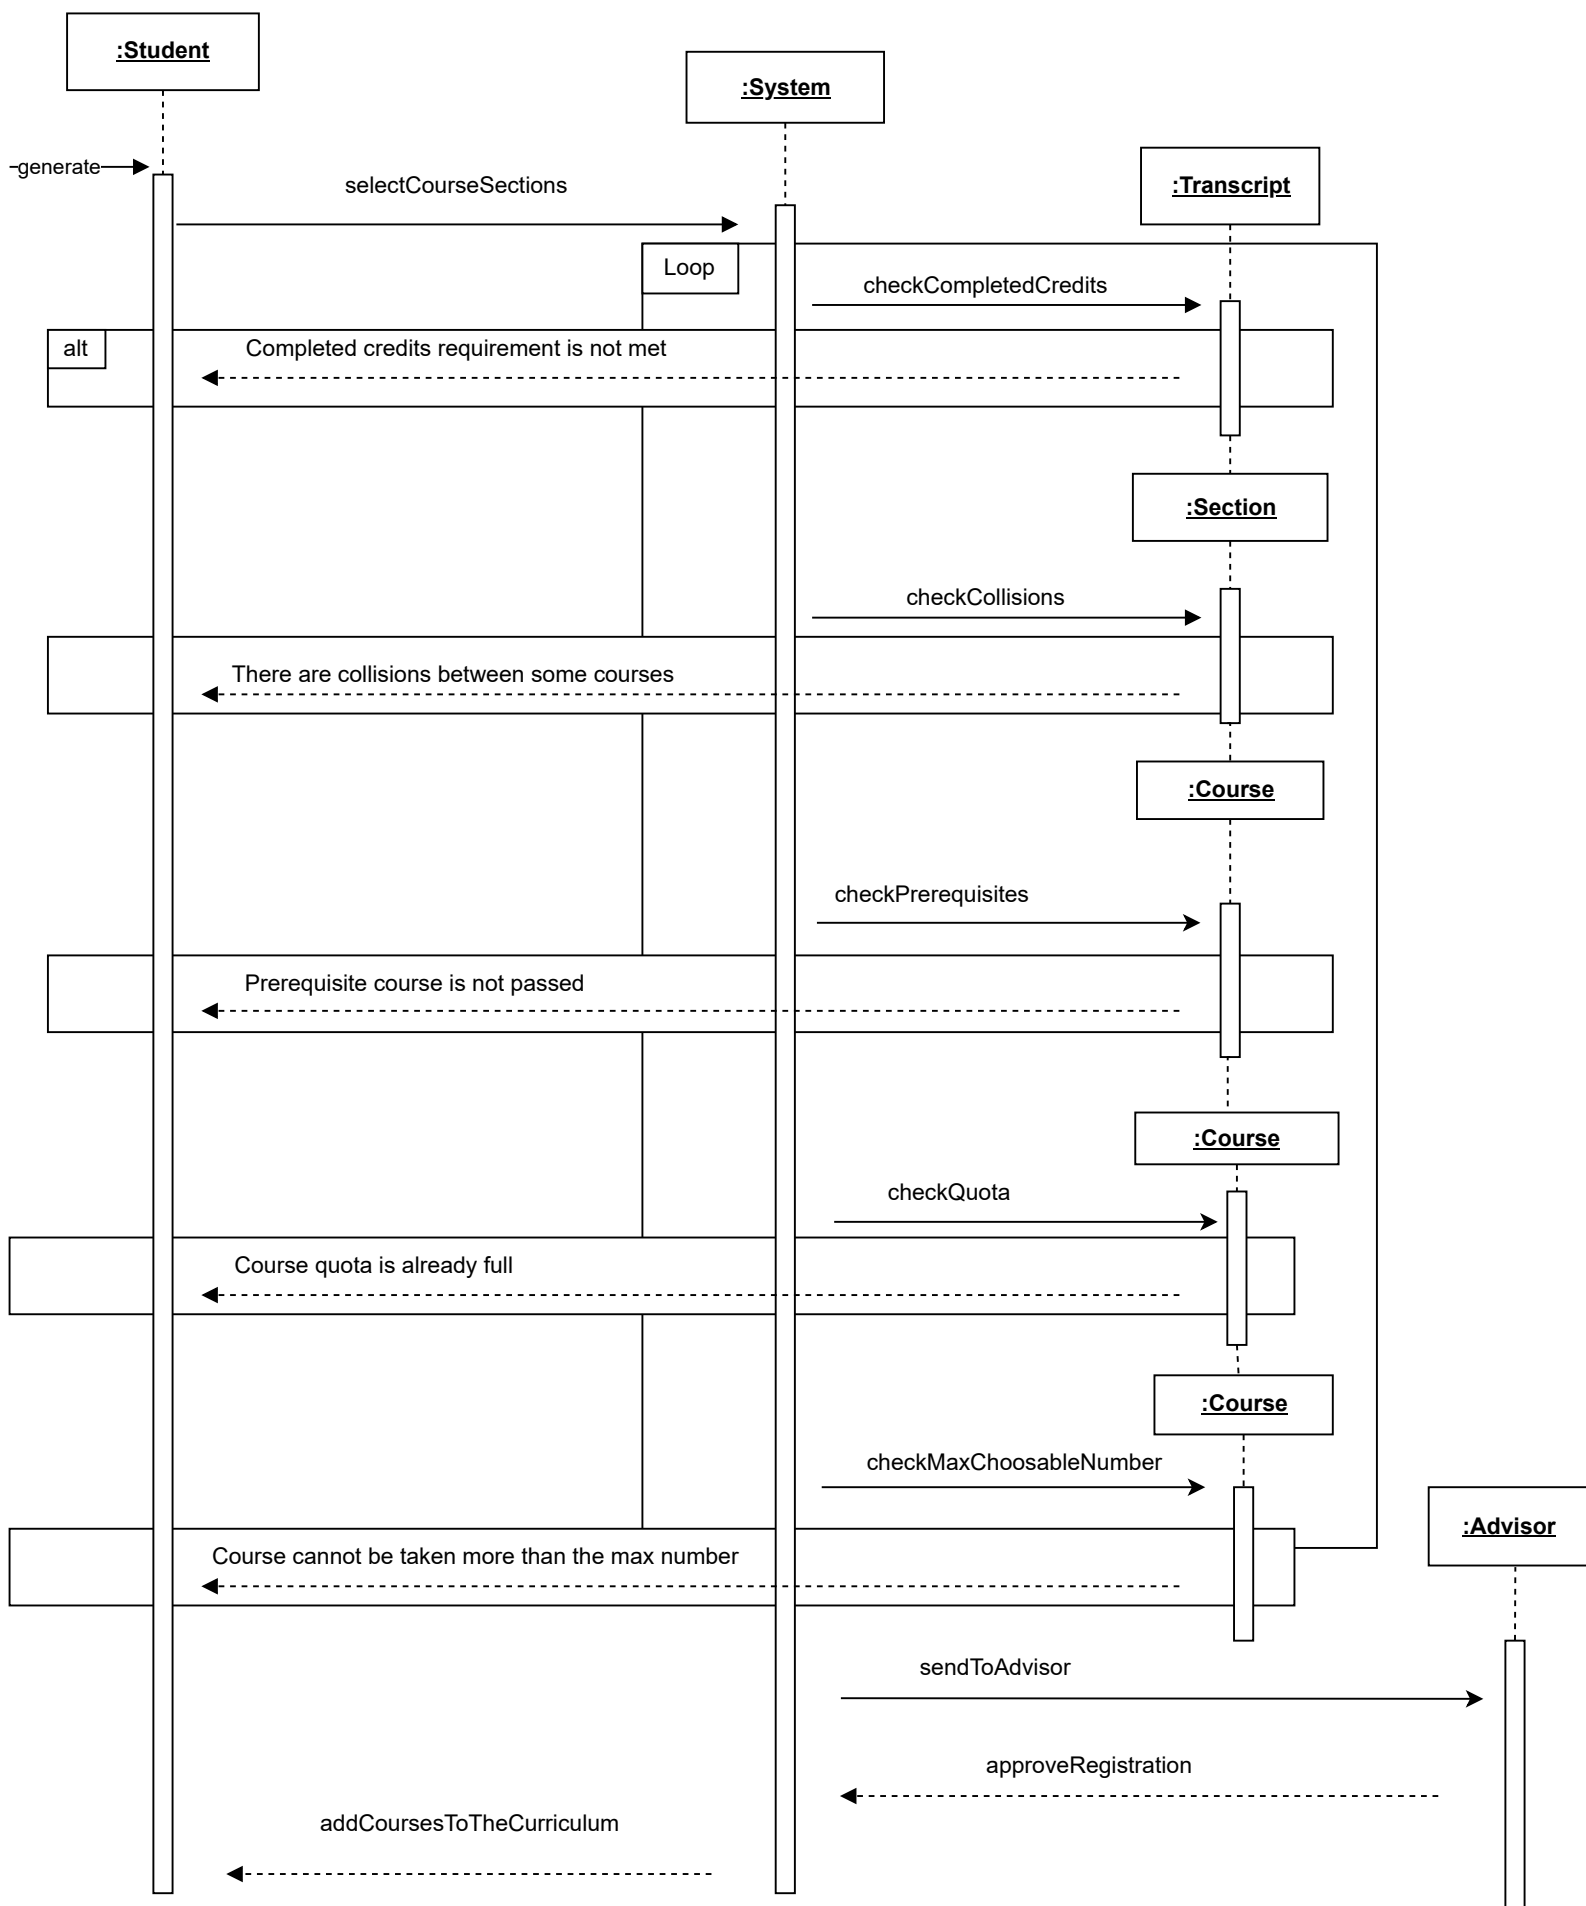 :Student
:System
generate
selectCourseSections
:Transcript
Loop
checkCompletedCredits
alt
Completed credits requirement is not met
:Section
checkCollisions
There are collisions between some courses
:Course
checkPrerequisites
Prerequisite course is not passed
:Course
checkQuota
Course quota is already full
:Course
checkMaxChoosableNumber
:Advisor
Course cannot be taken more than the max number
sendToAdvisor
approveRegistration
addCoursesToTheCurriculum